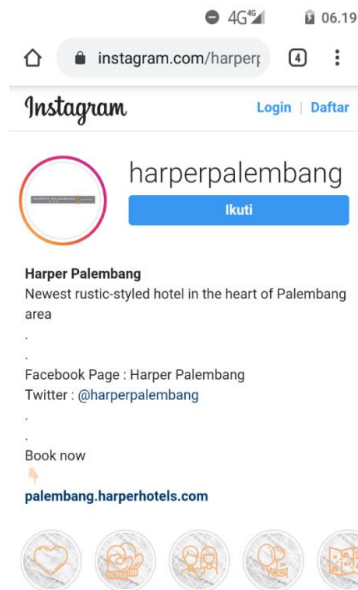 4G 4G 06.19
instagram.com/harperp 4
Instagram Login | Daftar
harperpalembang
Ikuti
Harper Palembang
Newest rustic-styled hotel in the heart of Palembang
area
.
.
Facebook Page : Harper Palembang
Twitter : @harperpalembang
.
.
Book now
👇🏻
palembang.harperhotels.com